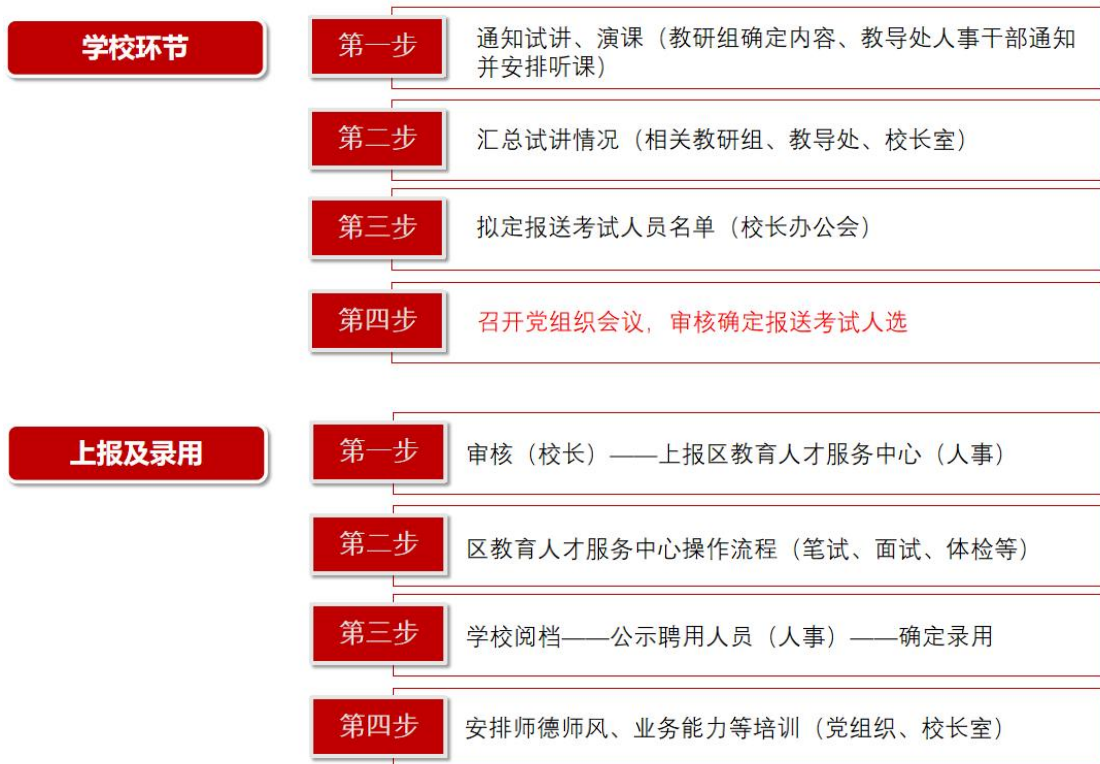 学校环节
第一步
通知试讲、演课（教研组确定内容、教导处人事干部通知
并安排听课）
第二步
汇总试讲情况（相关教研组、教导处、校长室）
第三步
拟定报送考试人员名单（校长办公会）
第四步
召开党组织会议，审核确定报送考试人选
上报及录用
第一步
审核（校长）——上报区教育人才服务中心（人事）
第二步
区教育人才服务中心操作流程（笔试、面试、体检等）
第三步
学校阅档——公示聘用人员（人事）——确定录用
第四步
安排师德师风、业务能力等培训（党组织、校长室）